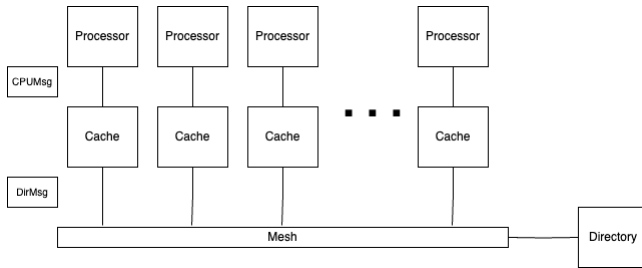 Processor
Processor
Processor
Processor
CPUMsg
Cache
Cache
Cache
Cache
DirMsg
Mesh
Directory